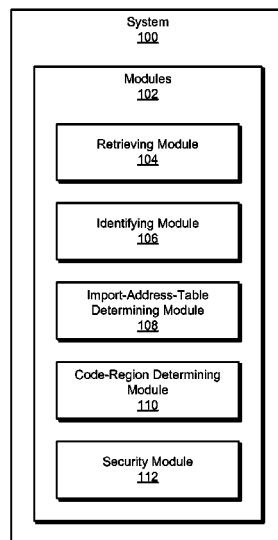 System
100
Modules
102
Retrieving Module
104
Identifying Module
106
Import-Address-Table
Determining Module
108
Code-Region Determining
Module
110
Security Module
112